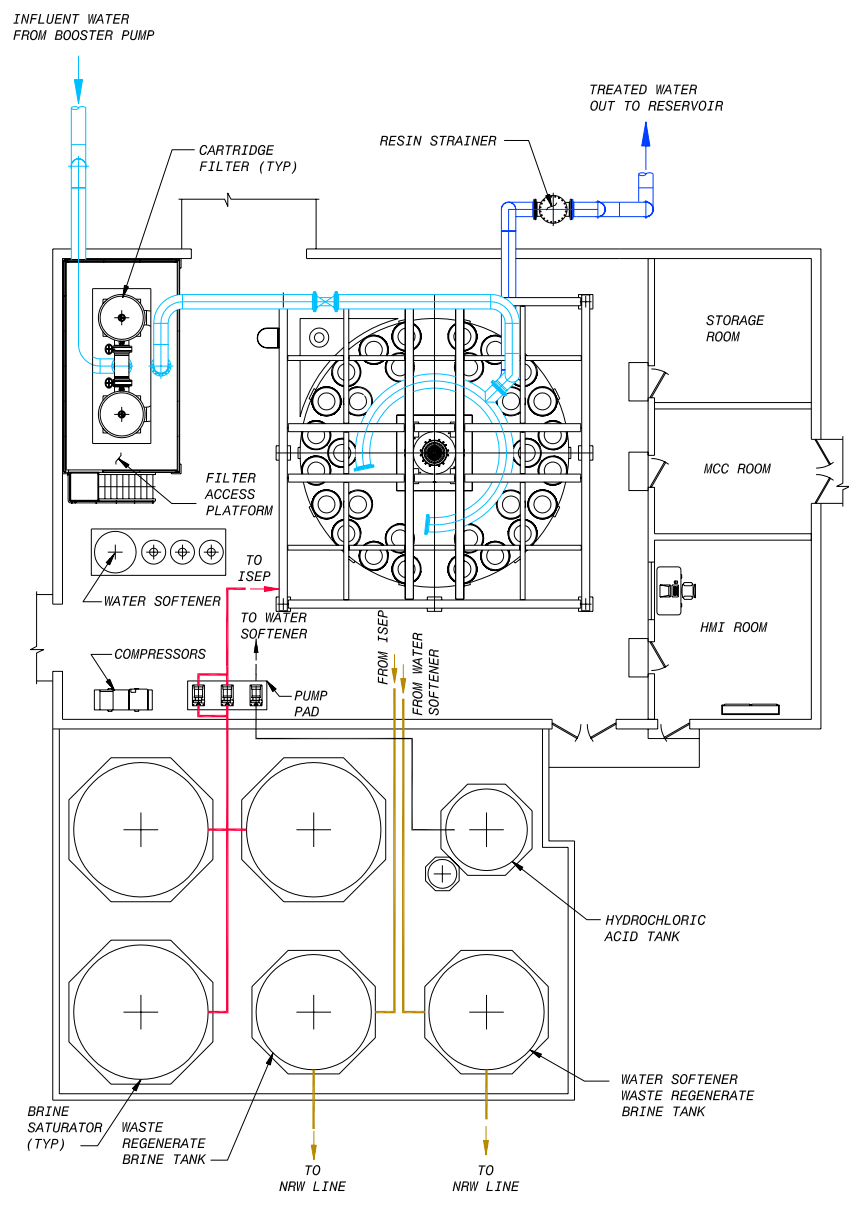 INFLUENT WATER
FROM BOOSTER PUMP
TREATED WATER
OUT TO RESERVOIR
RESIN STRAINER
CARTRIDGE
FILTER (TYP)
STORAGE
ROOM
MCC ROOM
FILTER
ACCESS
PLATFORM
TO
ISEP
WATER SOFTENER
TO WATER
SOFTENER
FROM ISEP
FROM WATER
SOFTENER
HMI ROOM
COMPRESSORS
PUMP
PAD
HYDROCHLORIC
ACID TANK
WATER SOFTENER
WASTE REGENERATE
BRINE TANK
BRINE
SATURATOR
(TYP)
WASTE
REGENERATE
BRINE TANK
TO
NRW LINE
TO
NRW LINE